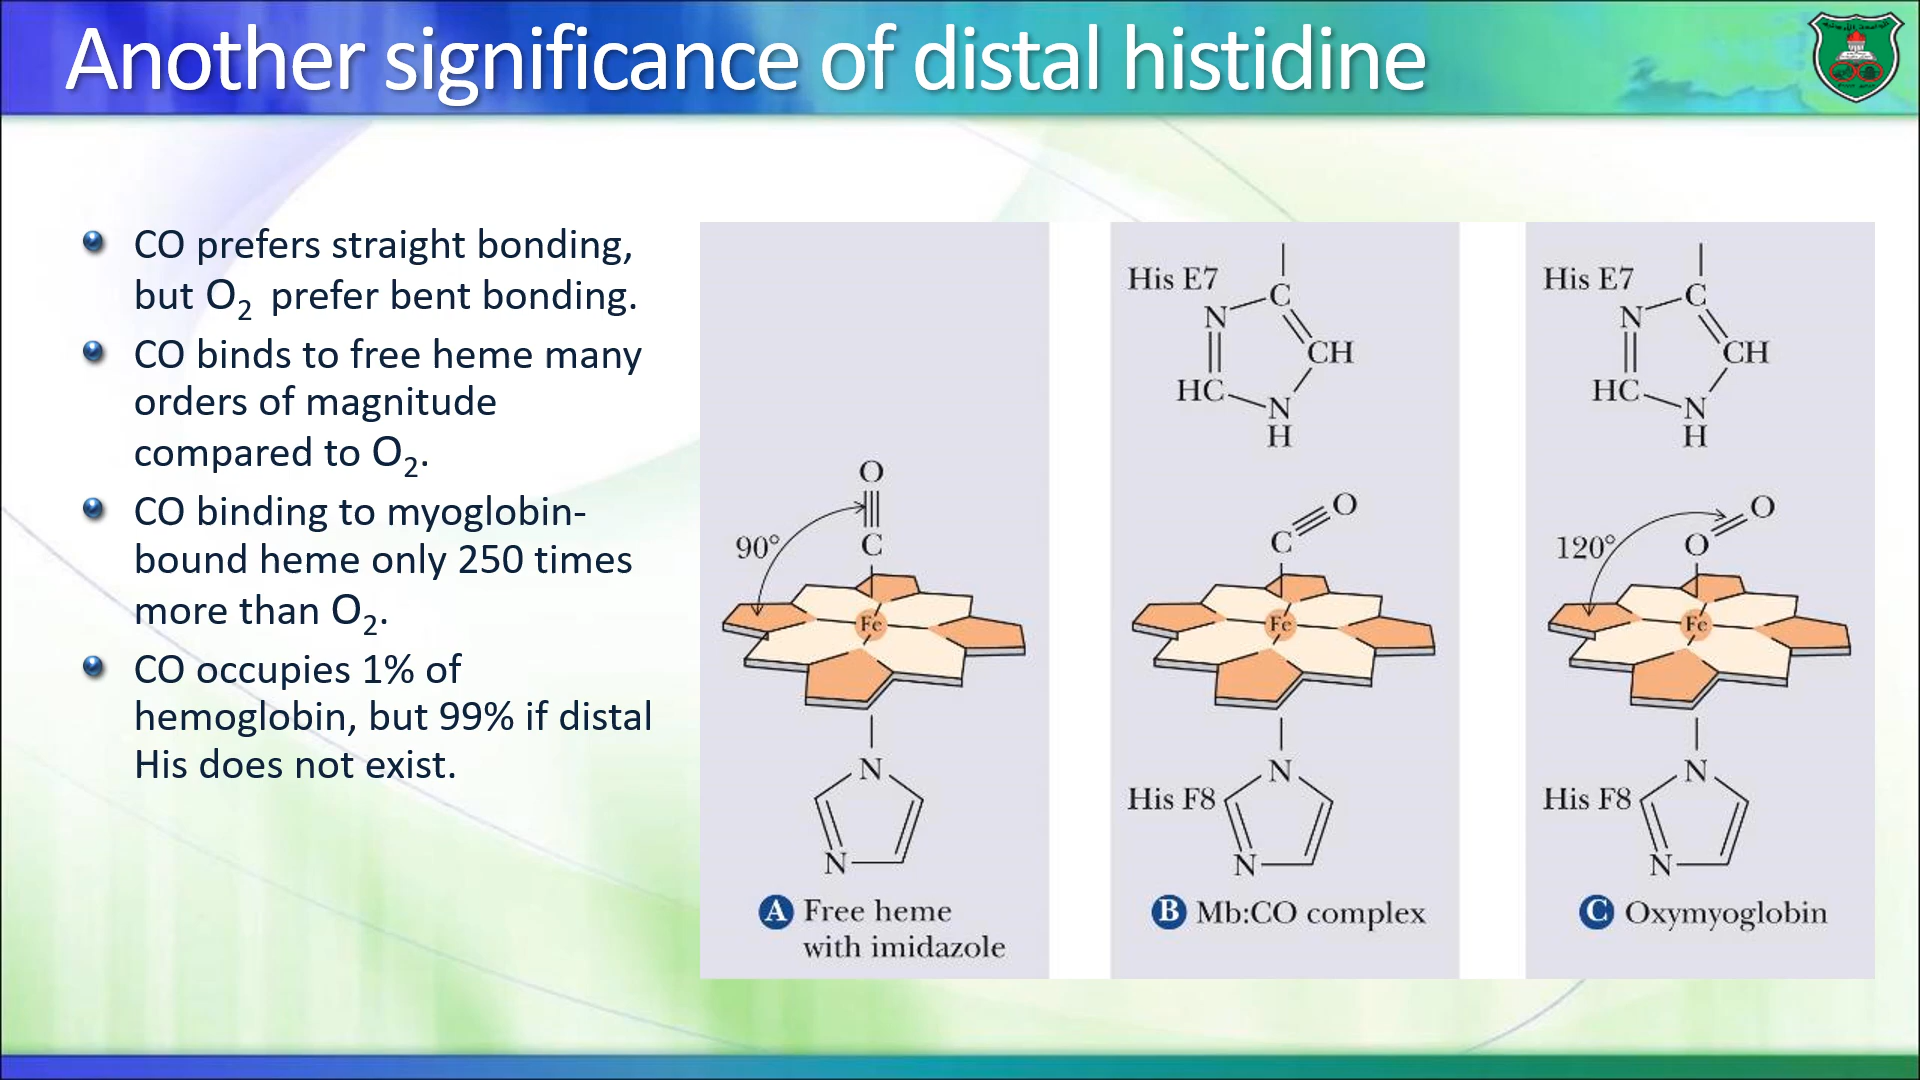 Another significance of distal histidine
CO prefers straight bonding,
but O₂ prefer bent bonding.
CO binds to free heme many
orders of magnitude
compared to O₂.
CO binding to myoglobin-
bound heme only 250 times
more than O₂.
CO occupies 1% of
hemoglobin, but 99% if distal
His does not exist.
O
C
90°
Fe
N
N
A Free heme
with imidazole
His E7
C
N
CH
HC
N
H
O
C
Fe
N
His F8
N
B Mb:CO complex
His E7
C
N
CH
HC
N
H
O
O
120°
Fe
N
His F8
N
C Oxymyoglobin